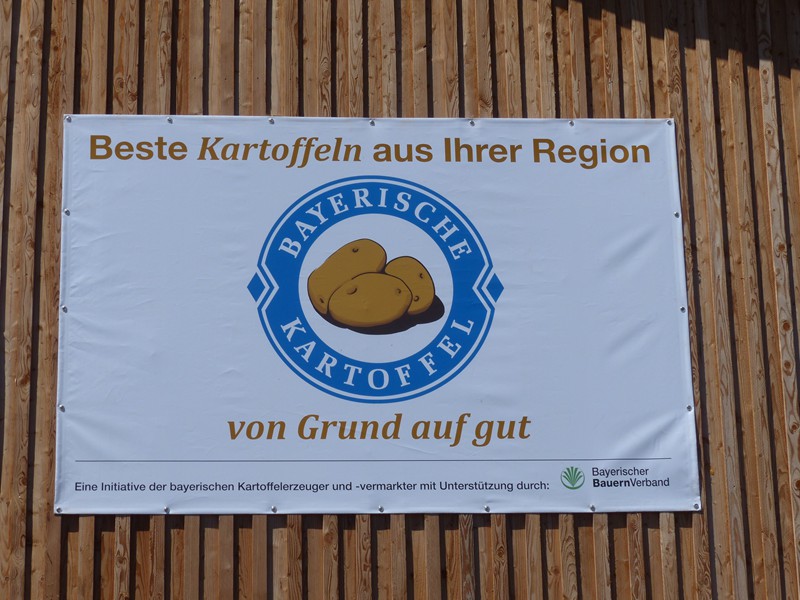 Beste Kartoffeln aus Ihrer Region
BAYERISCHE
KARTOFFEL
von Grund auf gut
Eine Initiative der bayerischen Kartoffelerzeuger und -vermarkter mit Unterstützung durch:
Bayerischer
BauernVerband